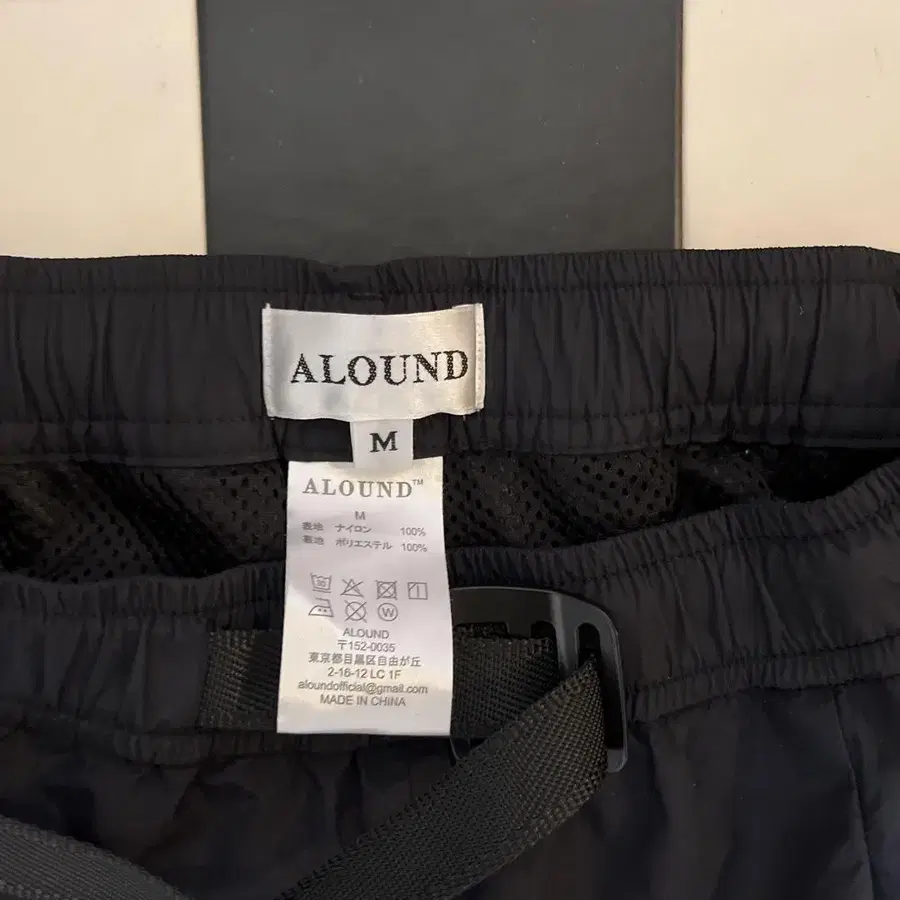 ALOUND
M
ALOUND™
M
表地 ナイロン 100%
裏地 ポリエステル 100%
30
W
ALOUND
〒152-0035
東京都目黒区自由が丘
2-16-12 LC 1F
aloundofficial@gmail.com
MADE IN CHINA